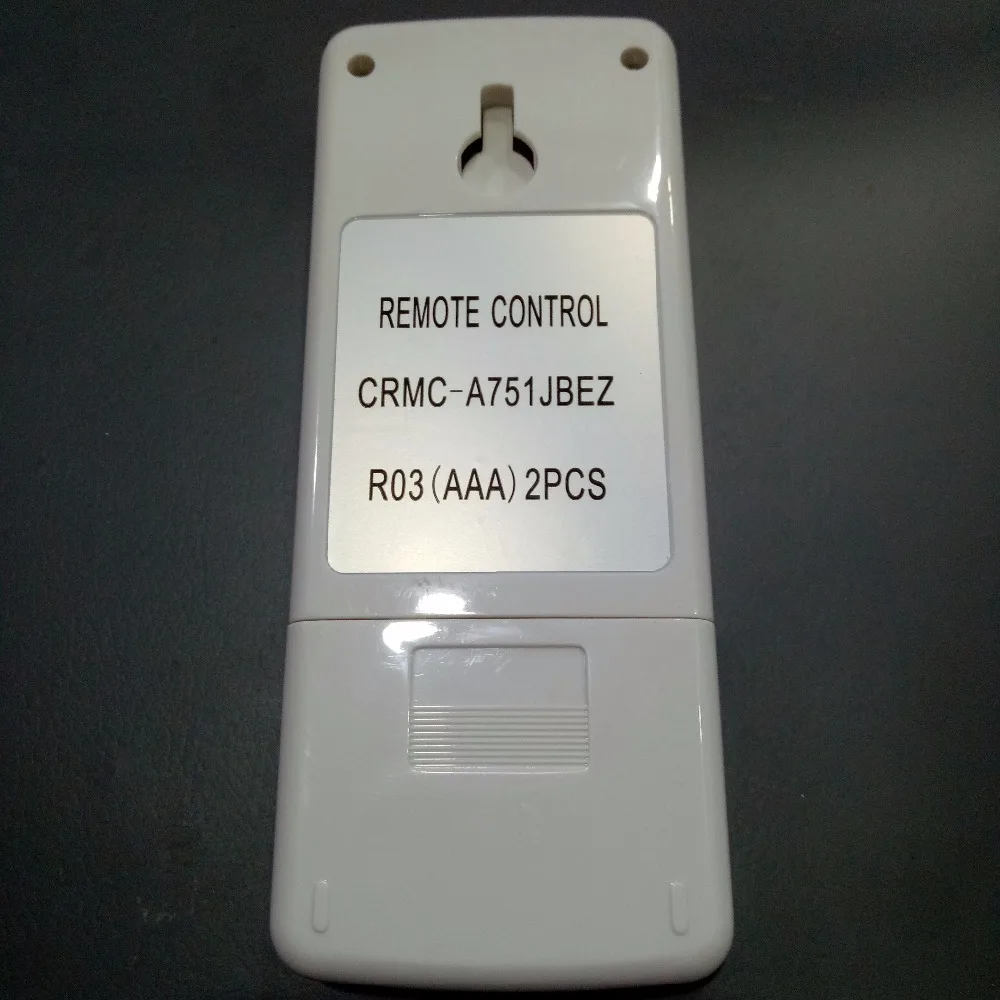 REMOTE CONTROL
CRMC-A751JBEZ
R03(AAA)2PCS